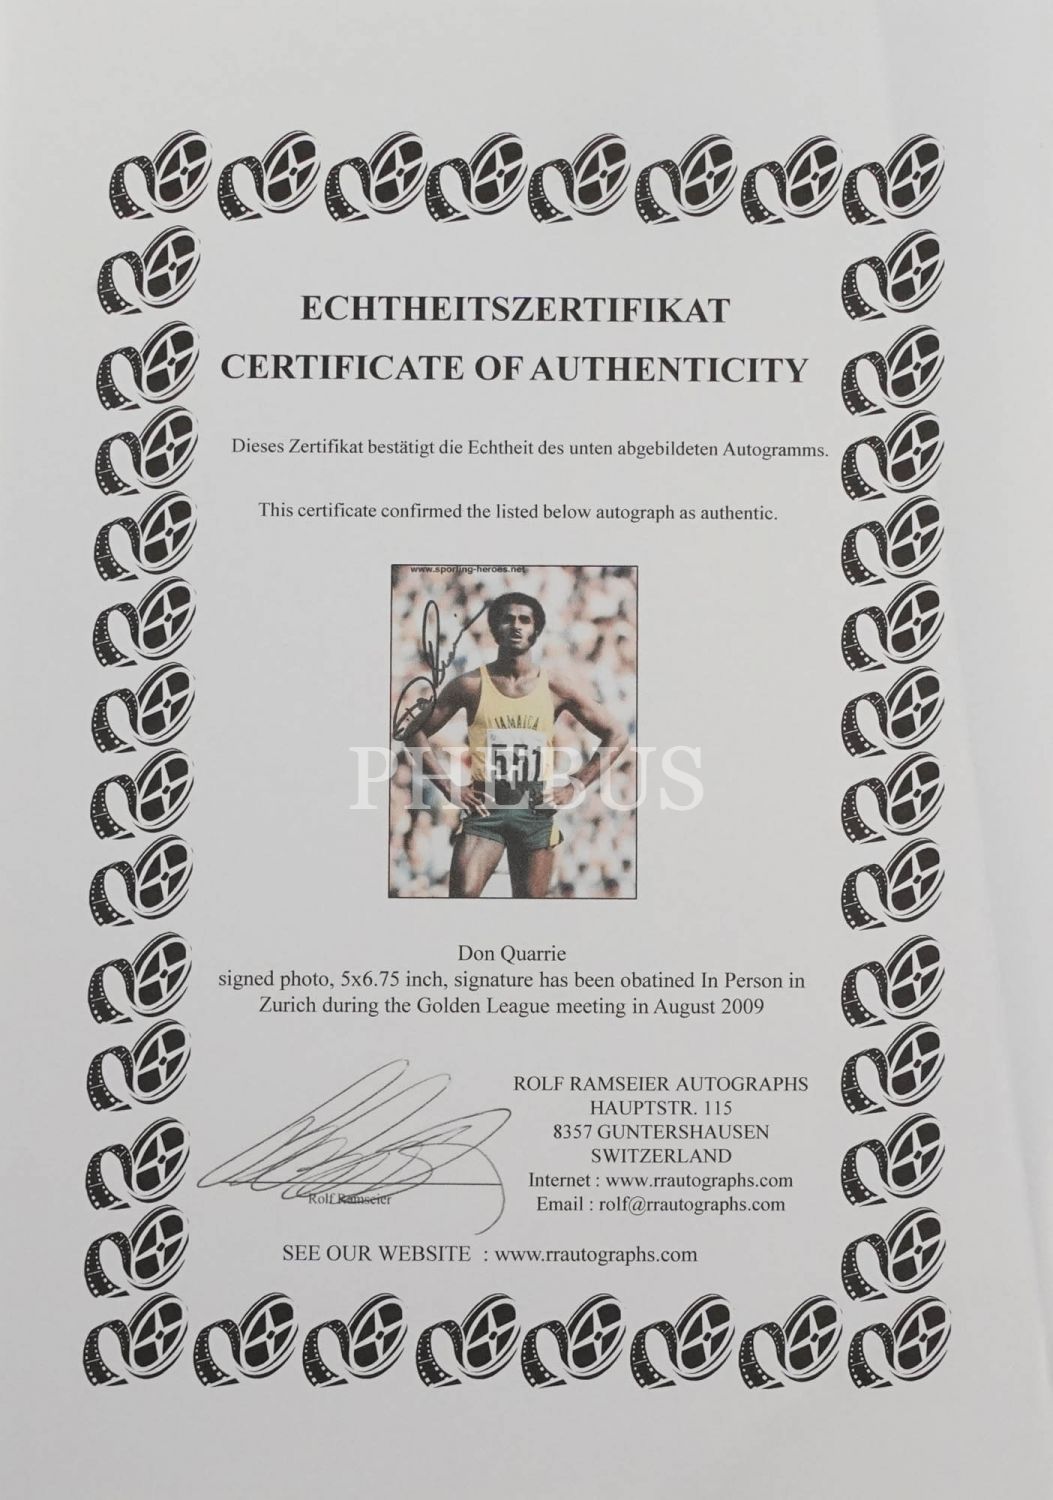 ECHTHEITSZERTIFIKAT
CERTIFICATE OF AUTHENTICITY
Dieses Zertifikat bestätigt die Echtheit des unten abgebildeten Autogramms.
This certificate confirmed the listed below autograph as authentic.
www.sporting-heroes.net
JAMAICA
551
PHEBUS
Don Quarrie
signed photo, 5x6.75 inch, signature has been obatined In Person in
Zurich during the Golden League meeting in August 2009
Rolf Ramseier
ROLF RAMSEIER AUTOGRAPHS
HAUPTSTR. 115
8357 GUNTERSHAUSEN
SWITZERLAND
Internet : www.rrautographs.com
Email : rolf@rrautographs.com
SEE OUR WEBSITE : www.rrautographs.com